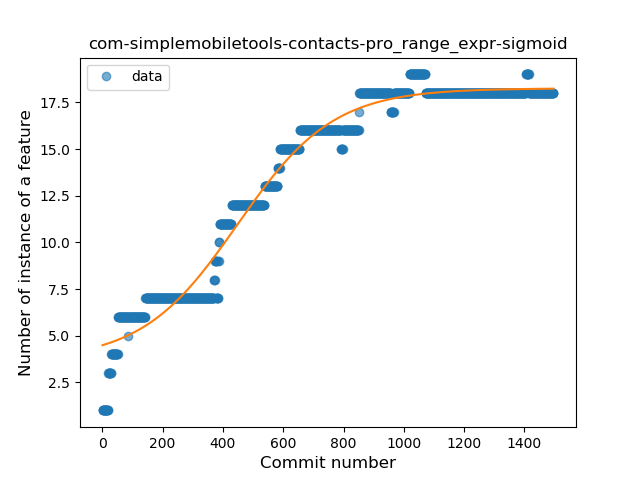 com-simplemobiletools-contacts-pro_range_expr-sigmoid
data
Number of instance of a feature
17.5
15.0
12.5
10.0
7.5
5.0
2.5
0 200 400 600 800 1000 1200 1400
Commit number